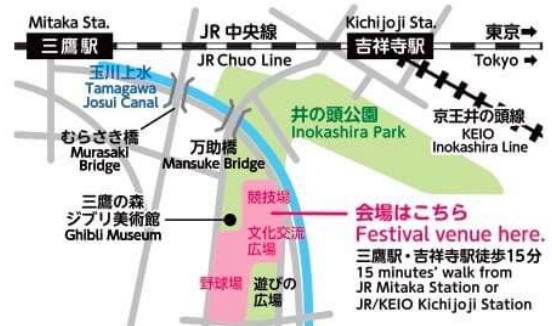 Mitaka Sta.
三鷹駅
JR 中央線
JR Chuo Line
Kichijoji Sta.
吉祥寺駅
東京➡
Tokyo➡
玉川上水
Tamagawa
Josui Canal
むらさき橋
Murasaki
Bridge
万助橋
Mansuke Bridge
井の頭公園
Inokashira Park
京王井の頭線
KEIO
Inokashira Line
三鷹の森
ジブリ美術館
Ghibli Museum
競技場
文化交流
広場
野球場
遊びの
広場
会場はこちら
Festival venue here.
三鷹駅・吉祥寺駅徒歩15分
15 minutes' walk from
JR Mitaka Station or
JR/KEIO Kichijoji Station